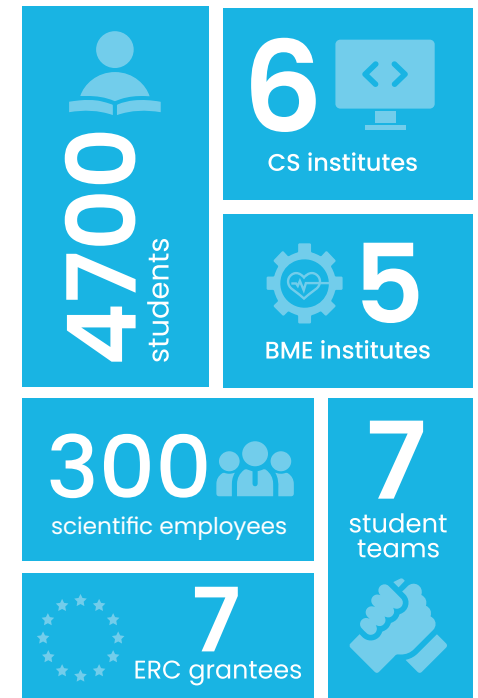 4700
students
6
CS institutes
5
BME institutes
300
scientific employees
7
student
teams
7
ERC grantees